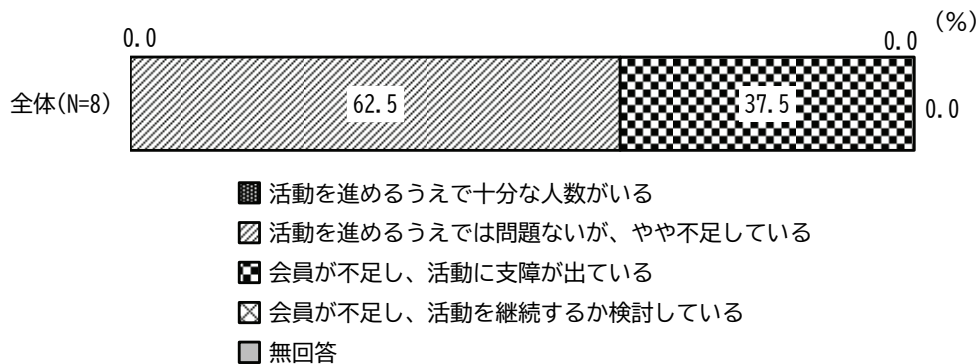 (%)
0.0 0.0
全体(N=8) 62.5 37.5 0.0
活動を進めるうえで十分な人数がいる
活動を進めるうえでは問題ないが、やや不足している
会員が不足し、活動に支障が出ている
会員が不足し、活動を継続するか検討している
無回答